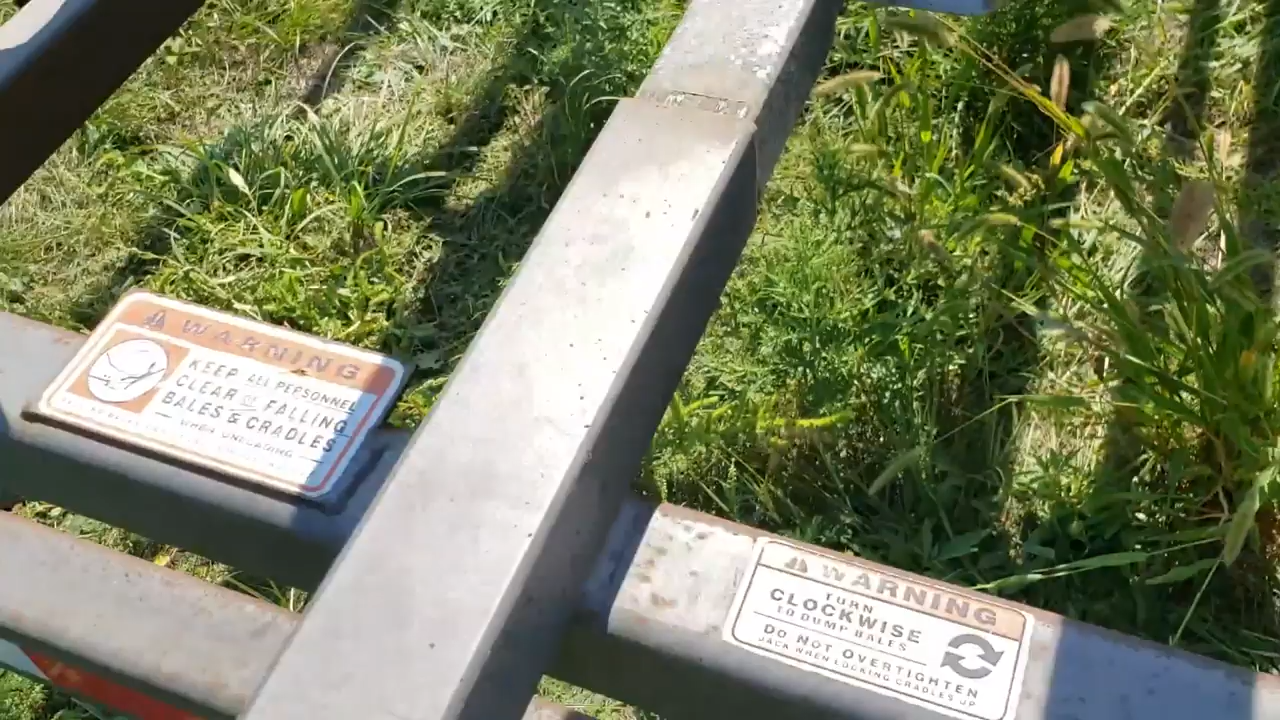 WARNING
KEEP ALL PERSONNEL
CLEAR OF FALLING
BALES & CRADLES
WHEN UNLOADING
WARNING
TURN
CLOCKWISE
TO DUMP BALES
DO NOT OVERTIGHTEN
JACK WHEN LOCKING CRADLES UP